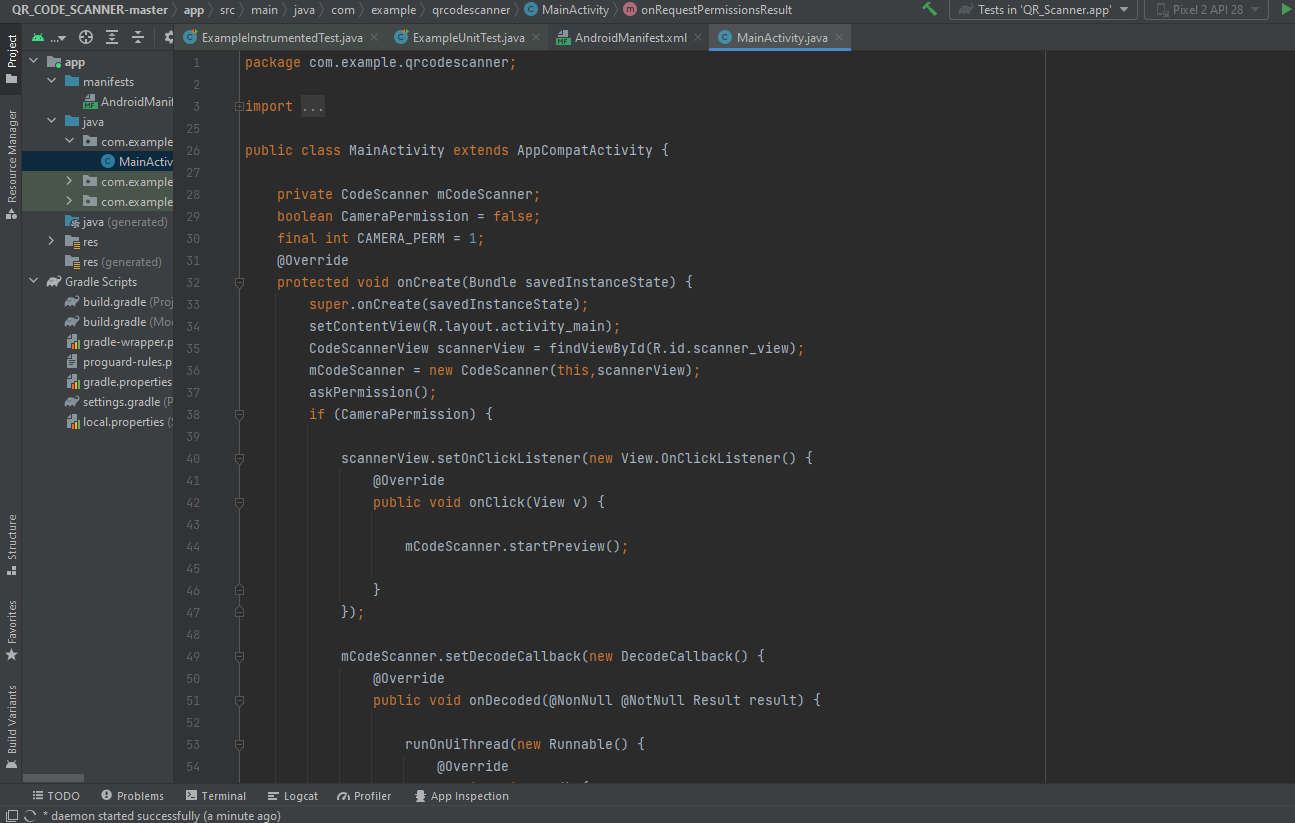 QR_CODE_SCANNER-master app src main java com example qrcodescanner MainActivity onRequestPermissionsResult Tests in 'QR_Scanner.app' Pixel 2 API 28
Project
Resource Manager
Structure
Favorites
Build Variants
... ExampleInstrumentedTest.java ExampleUnitTest.java AndroidManifest.xml MainActivity.java
app
manifests
AndroidManif
java
com.example
MainActiv
com.example
com.example
java (generated)
res
res (generated)
Gradle Scripts
build.gradle (Proj
build.gradle (Mo
gradle-wrapper.p
proguard-rules.p
gradle.properties
settings.gradle (P
local.properties (S
1 package com.example.qrcodescanner;
2
3 import ...
25
26 public class MainActivity extends AppCompatActivity {
27
28 private CodeScanner mCodeScanner;
29 boolean CameraPermission = false;
30 final int CAMERA_PERM = 1;
31 @Override
32 protected void onCreate(Bundle savedInstanceState) {
33 super.onCreate(savedInstanceState);
34 setContentView(R.layout.activity_main);
35 CodeScannerView scannerView = findViewById(R.id.scanner_view);
36 mCodeScanner = new CodeScanner(this,scannerView);
37 askPermission();
38 if (CameraPermission) {
39
40 scannerView.setOnClickListener(new View.OnClickListener() {
41 @Override
42 public void onClick(View v) {
43
44 mCodeScanner.startPreview();
45
46 }
47 });
48
49 mCodeScanner.setDecodeCallback(new DecodeCallback() {
50 @Override
51 public void onDecoded(@NonNull @NotNull Result result) {
52
53 runOnUiThread(new Runnable() {
54 @Override
TODO Problems Terminal Logcat Profiler App Inspection
* daemon started successfully (a minute ago)